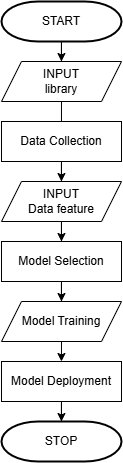 START
INPUT
library
Data Collection
INPUT
Data feature
Model Selection
Model Training
Model Deployment
STOP